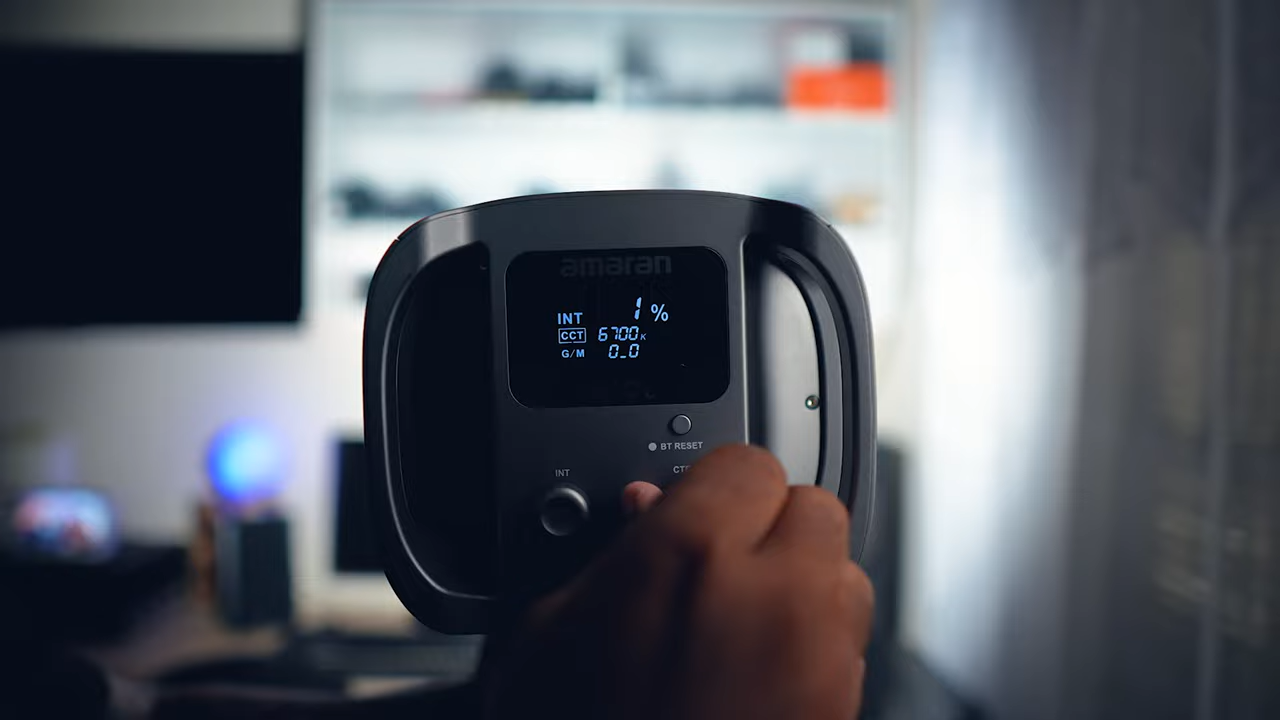 amaran
INT 1 %
CCT 6700 K
G/M 0_0
BT RESET
INT